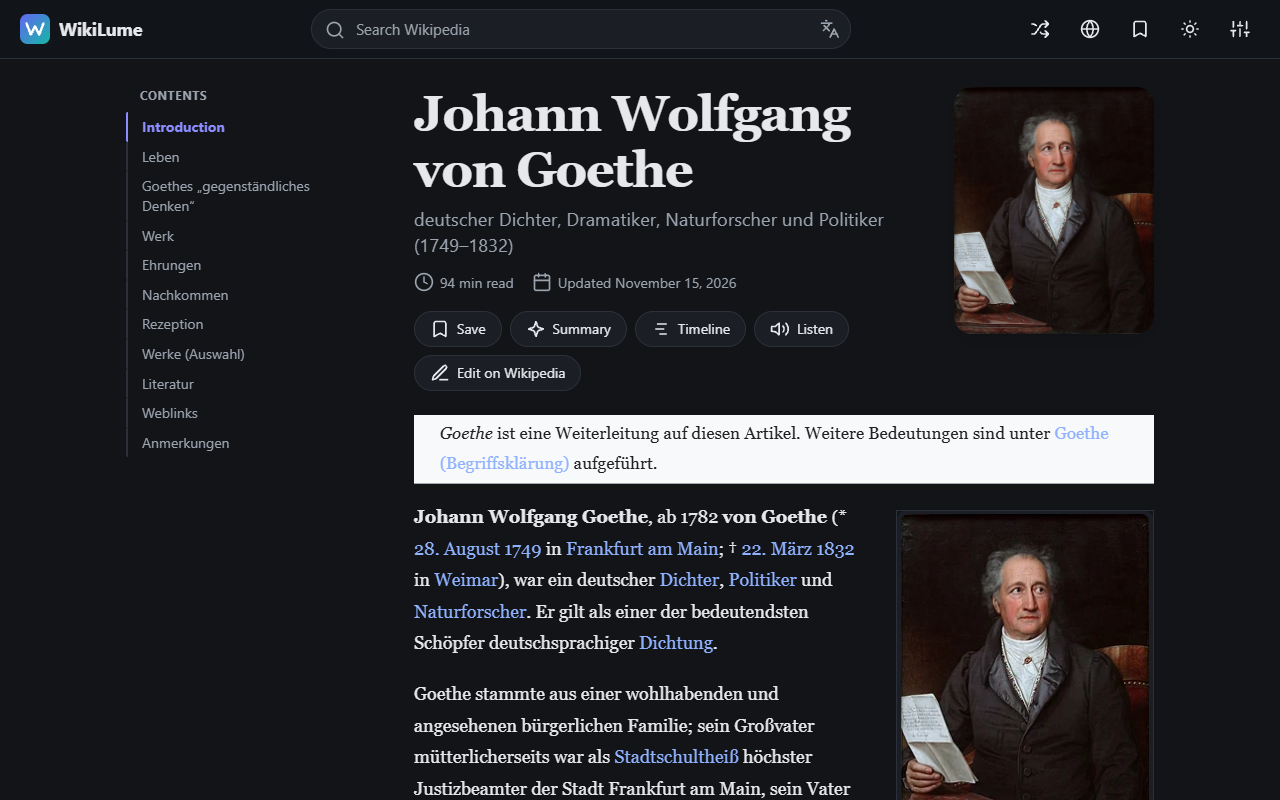 W WikiLume
Search Wikipedia
CONTENTS
Introduction
Leben
Goethes „gegenständliches
Denken“
Werk
Ehrungen
Nachkommen
Rezeption
Werke (Auswahl)
Literatur
Weblinks
Anmerkungen
Johann Wolfgang
von Goethe
deutscher Dichter, Dramatiker, Naturforscher und Politiker
(1749–1832)
94 min read Updated November 15, 2026
Save Summary Timeline Listen
Edit on Wikipedia
Goethe ist eine Weiterleitung auf diesen Artikel. Weitere Bedeutungen sind unter Goethe
(Begriffsklärung) aufgeführt.
Johann Wolfgang Goethe, ab 1782 von Goethe (*
28. August 1749 in Frankfurt am Main; † 22. März 1832
in Weimar), war ein deutscher Dichter, Politiker und
Naturforscher. Er gilt als einer der bedeutendsten
Schöpfer deutschsprachiger Dichtung.
Goethe stammte aus einer wohlhabenden und
angesehenen bürgerlichen Familie; sein Großvater
mütterlicherseits war als Stadtschultheiß höchster
Justizbeamter der Stadt Frankfurt am Main, sein Vater